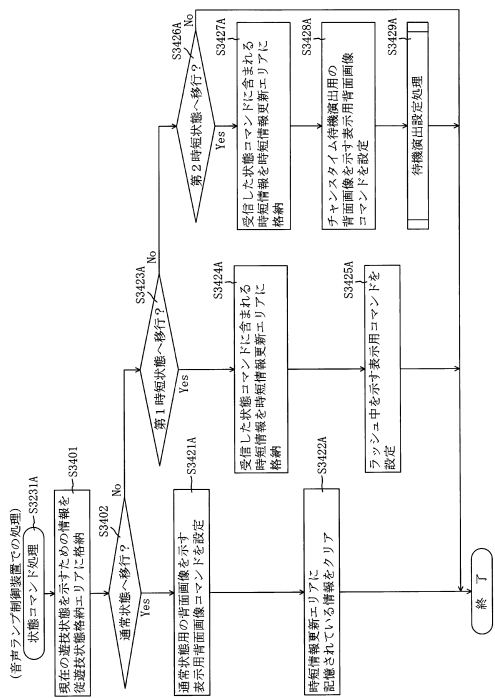 (音声ランプ制御装置での処理)
状態コマンド処理
S3231A
S3401
現在の遊技状態を示すための情報を
従遊技状態格納エリアに格納
S3402
通常状態へ移行?
No
Yes
S3421A
通常状態用の背面画像を示す
表示用背面画像コマンドを設定
S3422A
時短情報更新エリアに
記憶されている情報をクリア
S3423A
第1時短状態へ移行?
No
Yes
S3424A
受信した状態コマンドに含まれる
時短情報を時短情報更新エリアに
格納
S3425A
ラッシュ中を示す表示用コマンドを
設定
S3426A
第2時短状態へ移行?
No
Yes
S3427A
受信した状態コマンドに含まれる
時短情報を時短情報更新エリアに
格納
S3428A
チャンスタイム待機演出用の
背面画像を示す表示用背面画像
コマンドを設定
S3429A
待機演出設定処理
終 了